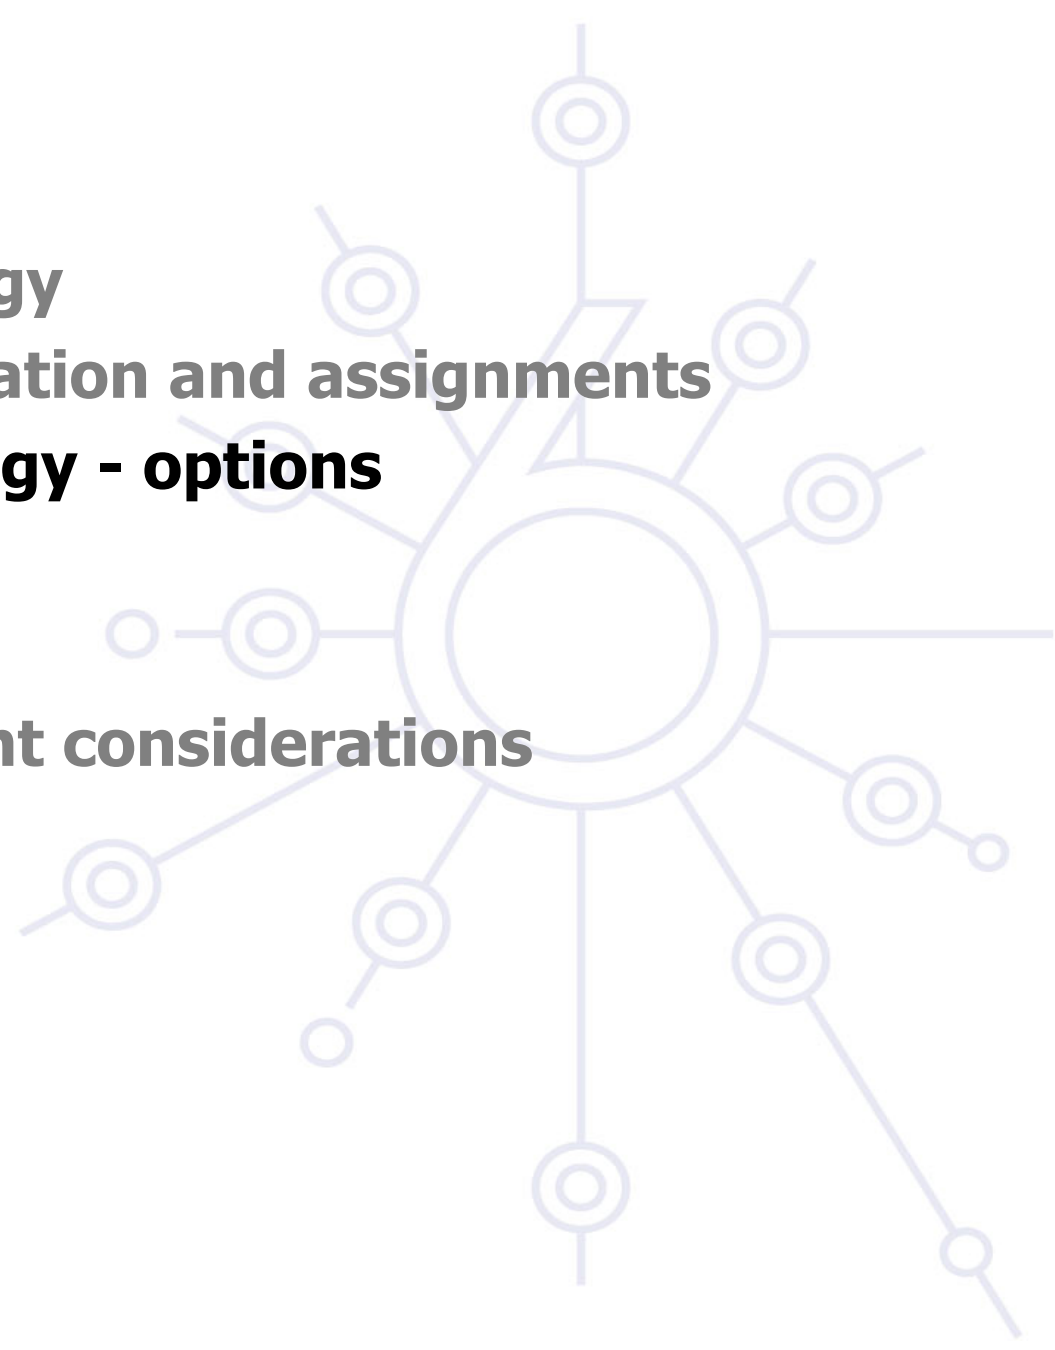 gy
ation and assignments
gy - options
nt considerations